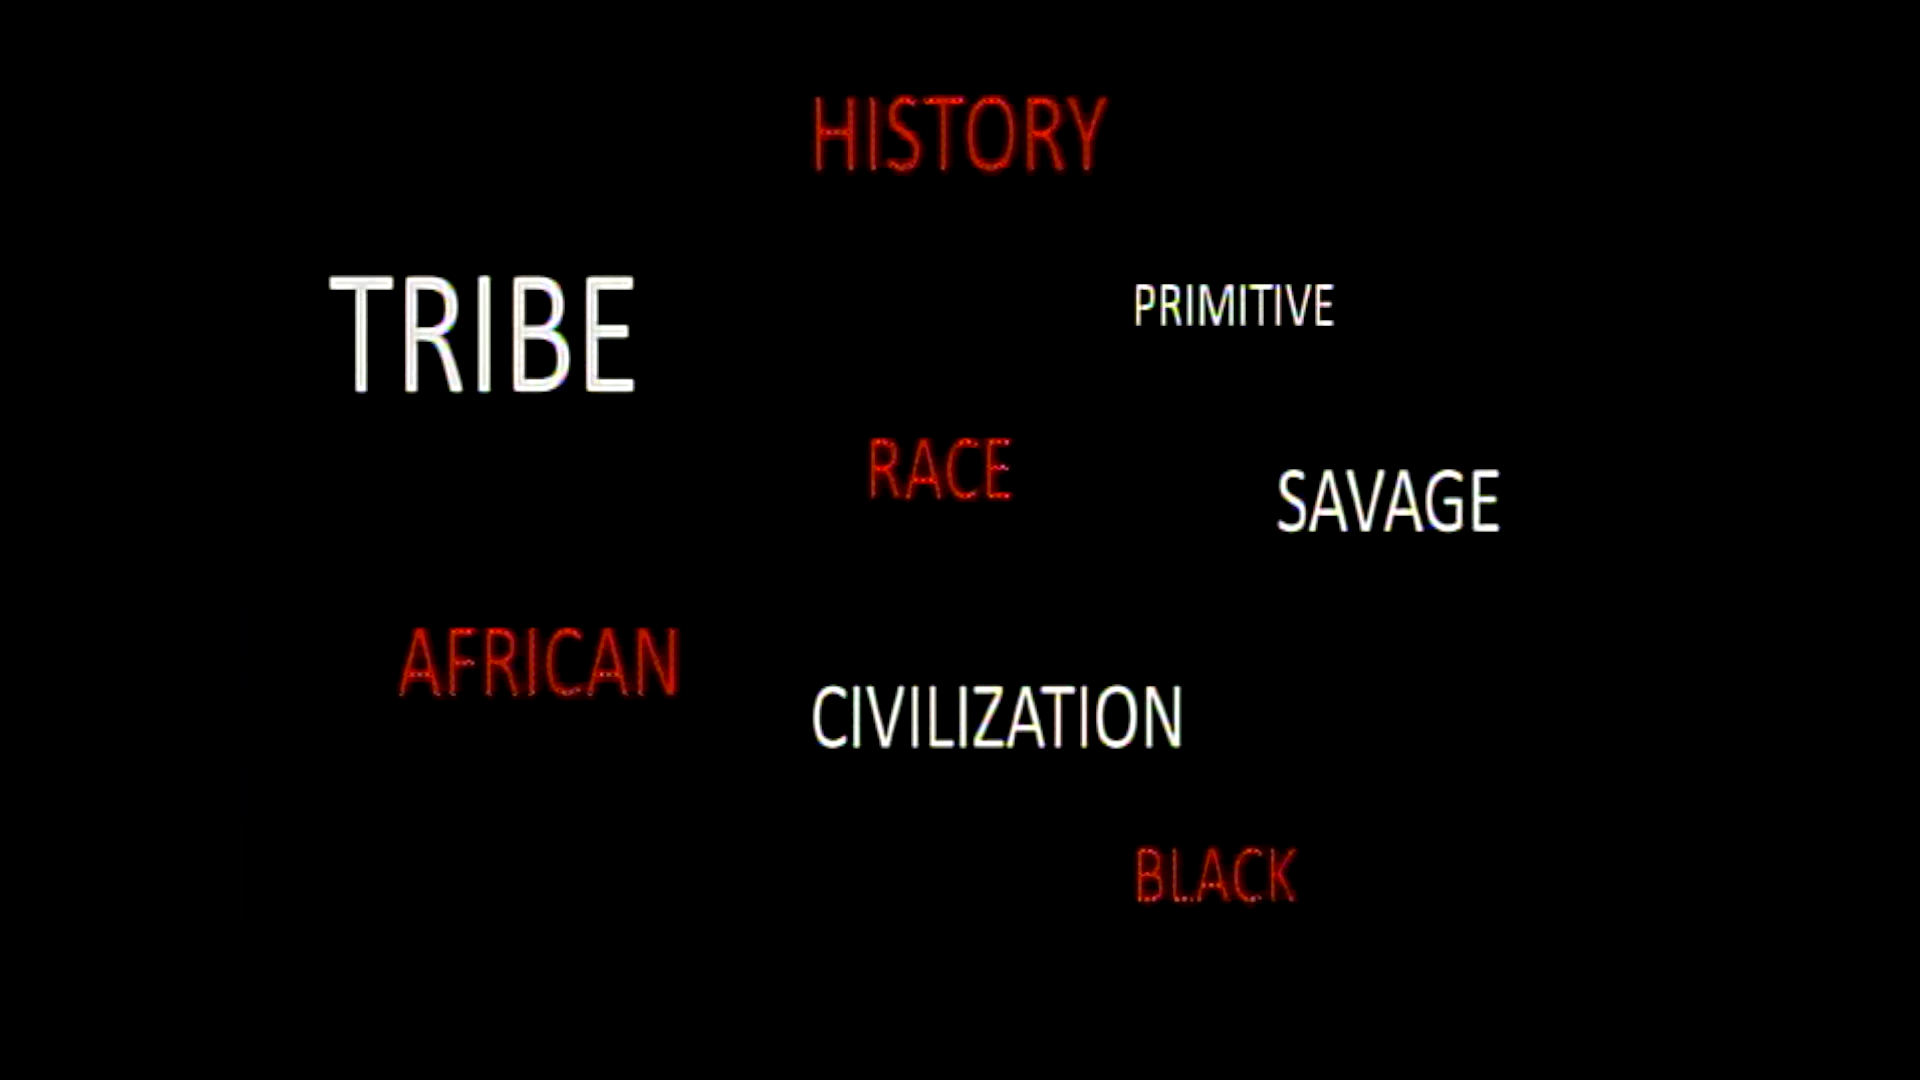 HISTORY
TRIBE
PRIMITIVE
RACE
SAVAGE
AFRICAN
CIVILIZATION
BLACK